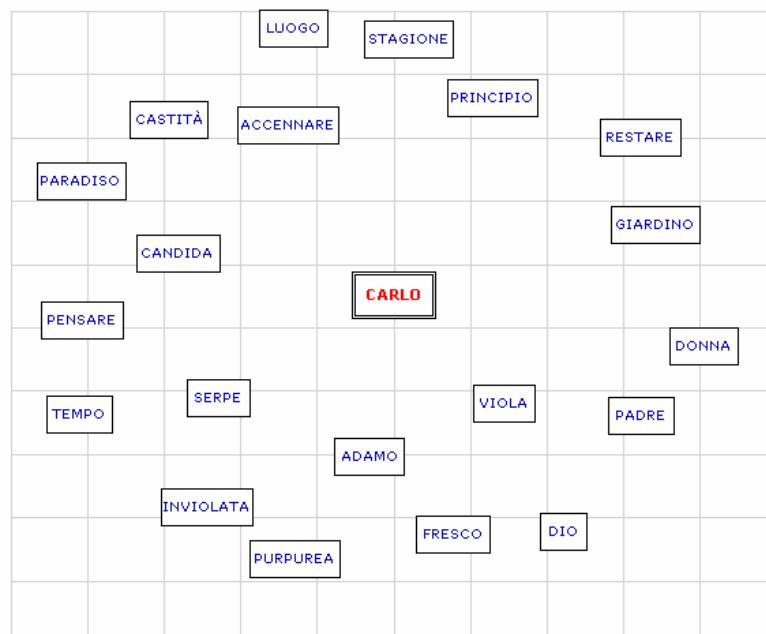 LUOGO
STAGIONE
PRINCIPIO
CASTITÀ
ACCENNARE
RESTARE
PARADISO
GIARDINO
CANDIDA
CARLO
PENSARE
DONNA
SERPE
VIOLA
TEMPO
PADRE
ADAMO
INVIOLATA
FRESCO
DIO
PURPUREA